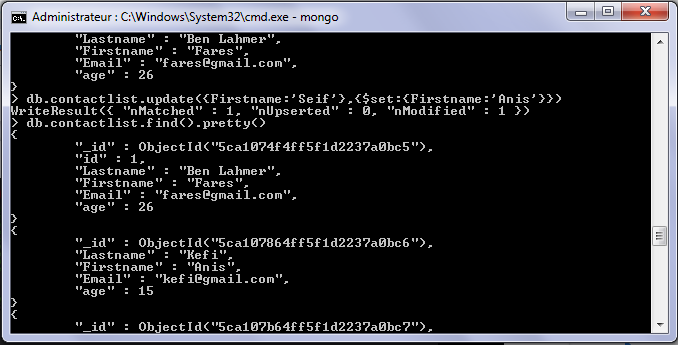 Administrateur : C:\Windows\System32\cmd.exe - mongo
"Lastname" : "Ben Lahmer",
"Firstname" : "Fares",
"Email" : "fares@gmail.com",
"age" : 26
}
> db.contactlist.update({Firstname:'Seif'},{$set:{Firstname:'Anis'}})
WriteResult({ "nMatched" : 1, "nUpserted" : 0, "nModified" : 1 })
> db.contactlist.find().pretty()
{
"_id" : ObjectId("5ca1074f4ff5f1d2237a0bc5"),
"id" : 1,
"Lastname" : "Ben Lahmer",
"Firstname" : "Fares",
"Email" : "fares@gmail.com",
"age" : 26
}
{
"_id" : ObjectId("5ca107864ff5f1d2237a0bc6"),
"Lastname" : "Kefi",
"Firstname" : "Anis",
"Email" : "kefi@gmail.com",
"age" : 15
}
{
"_id" : ObjectId("5ca107b64ff5f1d2237a0bc7"),